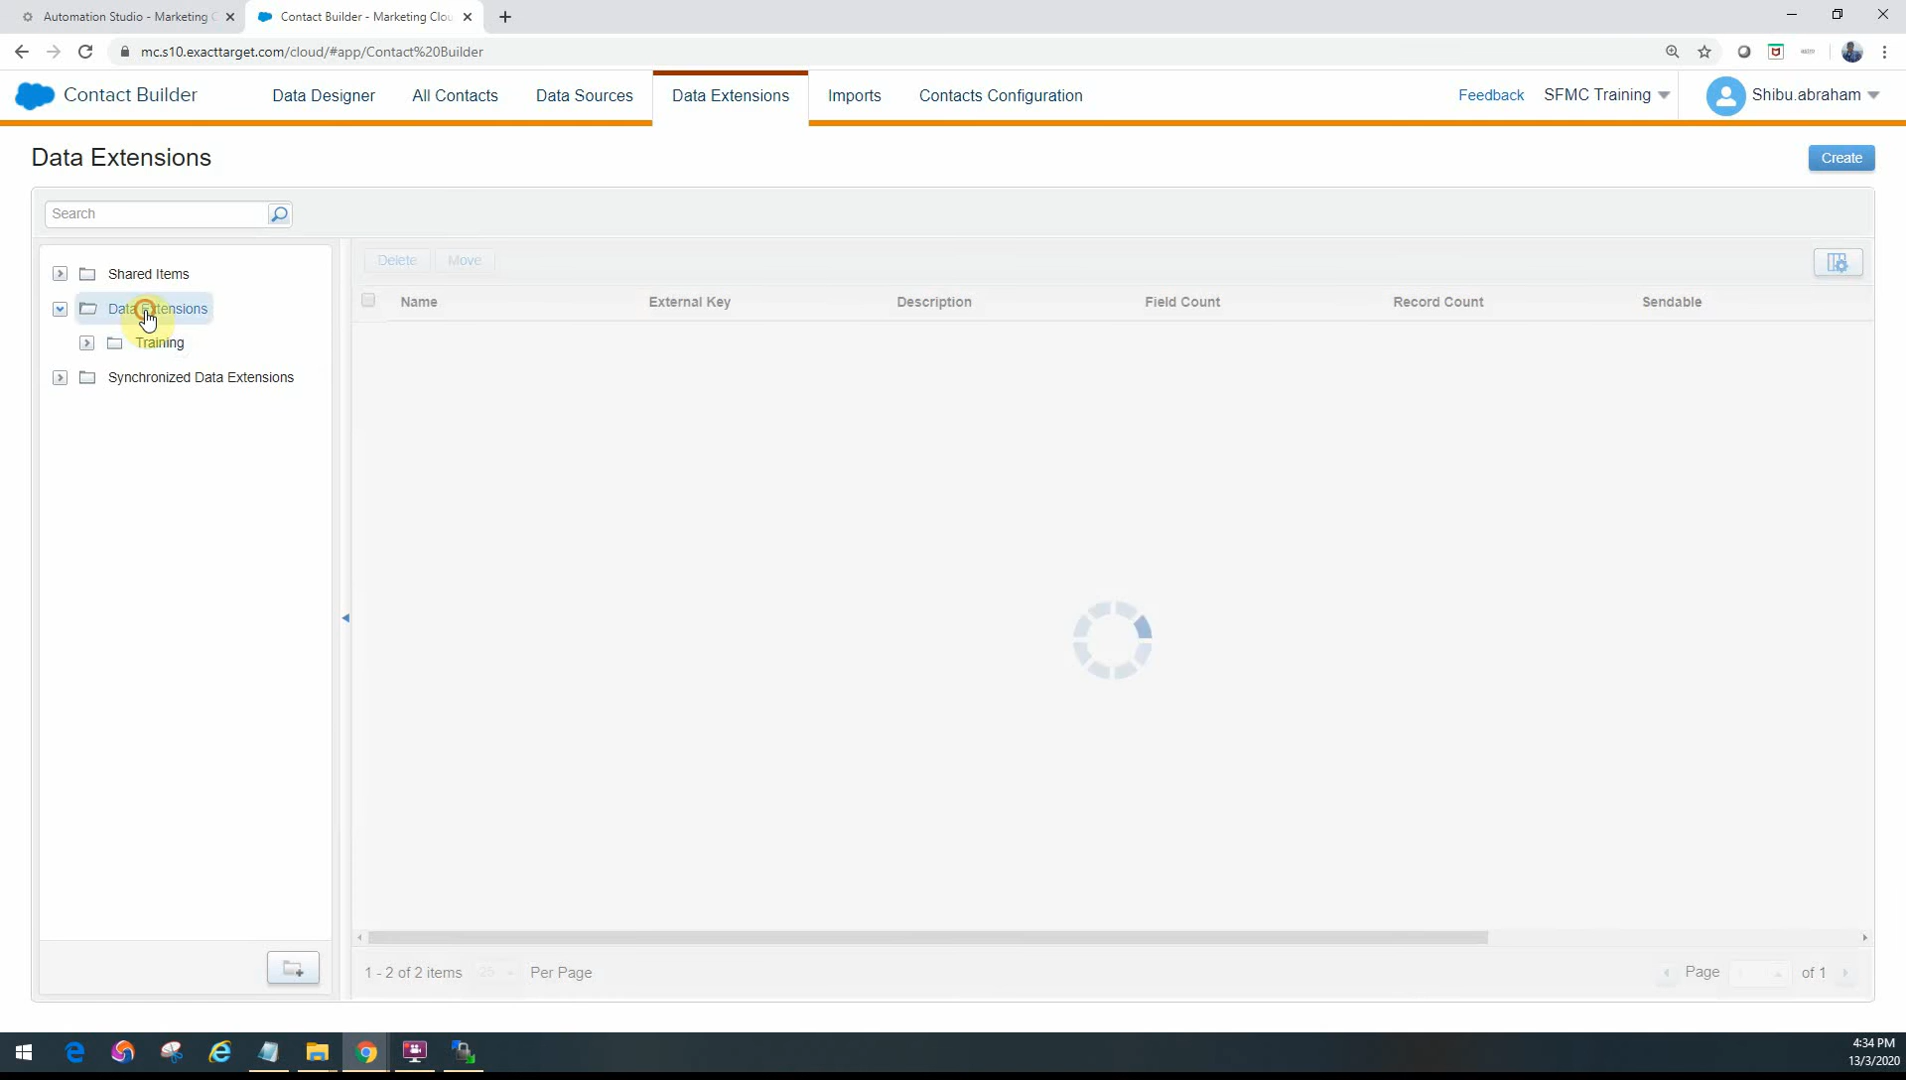 Automation Studio - Marketing C
Contact Builder - Marketing Clou
mc.s10.exacttarget.com/cloud/#app/Contact%20Builder
Contact Builder
Data Designer
All Contacts
Data Sources
Data Extensions
Imports
Contacts Configuration
Feedback
SFMC Training
Shibu.abraham
Data Extensions
Create
Search
Shared Items
Data Extensions
Training
Synchronized Data Extensions
Delete
Move
Name
External Key
Description
Field Count
Record Count
Sendable
1 - 2 of 2 items
25
Per Page
Page
of 1
4:34 PM
13/3/2020